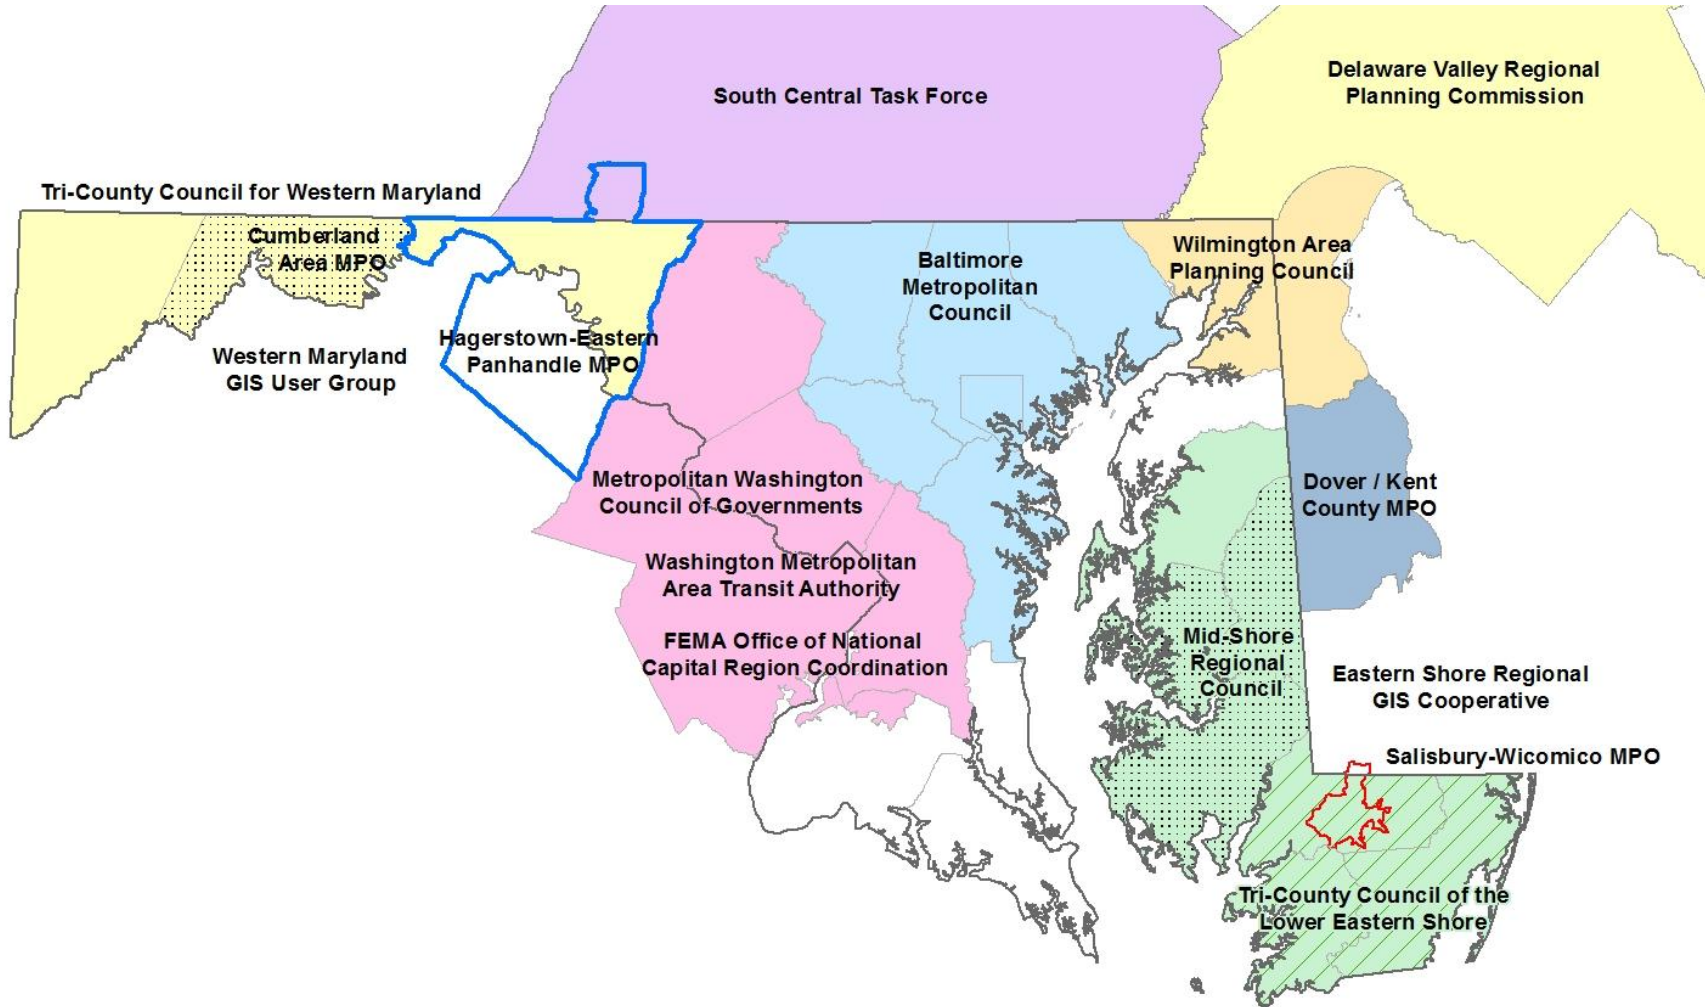 South Central Task Force
Delaware Valley Regional
Planning Commission
Tri-County Council for Western Maryland
Cumberland
Area MPO
Wilmington Area
Planning Council
Baltimore
Metropolitan
Council
Hagerstown-Eastern
Panhandle MPO
Western Maryland
GIS User Group
Metropolitan Washington
Council of Governments
Dover / Kent
County MPO
Washington Metropolitan
Area Transit Authority
FEMA Office of National
Capital Region Coordination
Mid-Shore
Regional
Council
Eastern Shore Regional
GIS Cooperative
Salisbury-Wicomico MPO
Tri-County Council of the
Lower Eastern Shore